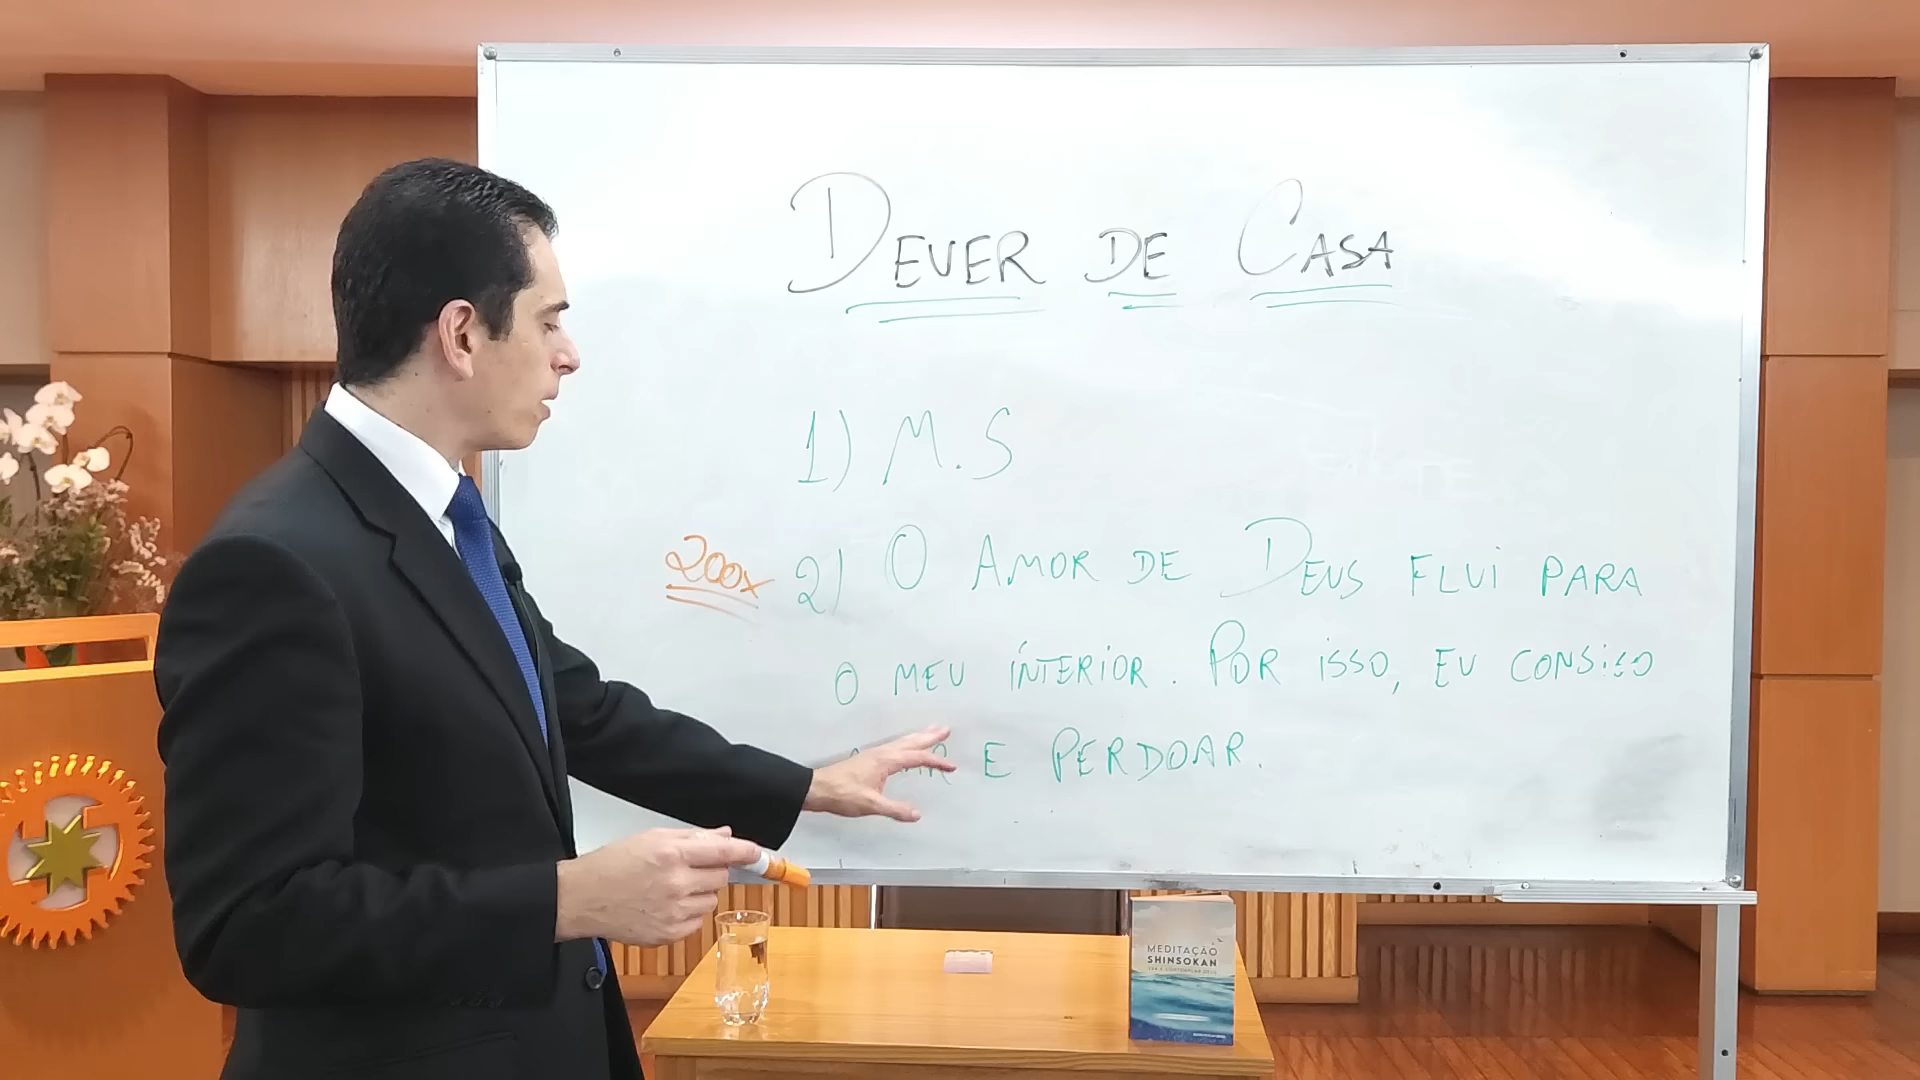 DEVER DE CASA
1) M.S
200x 2) O AMOR DE DEUS FLUI PARA
O MEU INTERIOR. POR ISSO, EU CONSIGO
E PERDOAR.
MEDITAÇÃO
SHINSOKAN